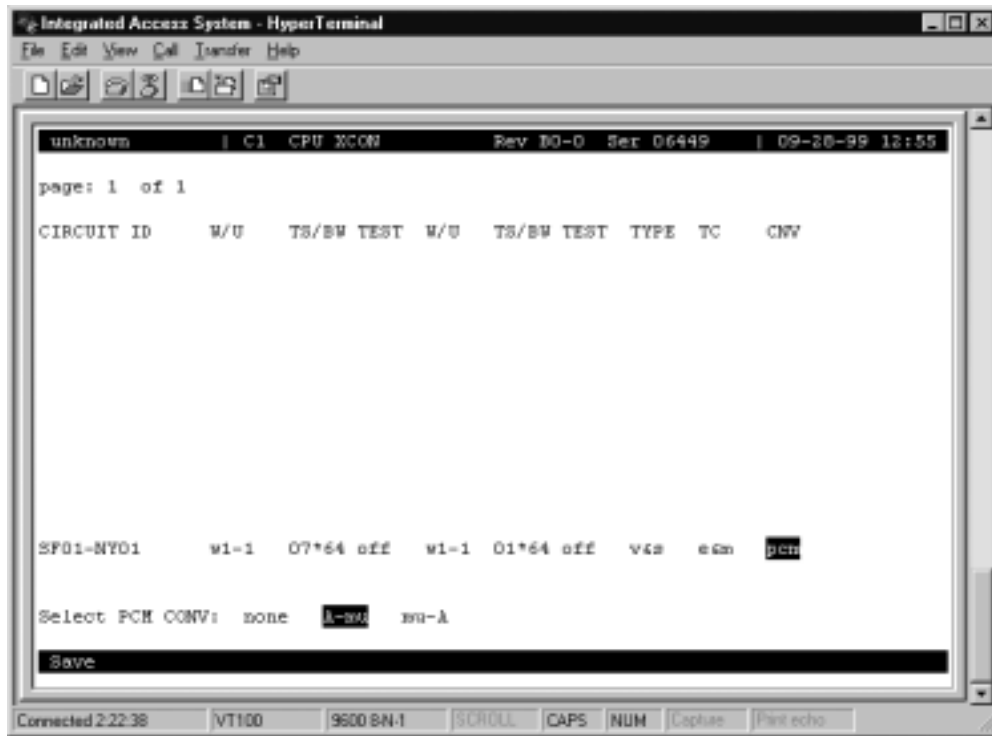 Integrated Access System - HyperTerminal
File Edit View Call Transfer Help
unknown | C1 CPU XCON Rev B0-0 Ser 06449 | 09-28-99 12:55
page: 1 of 1
CIRCUIT ID W/U TS/BW TEST W/U TS/BW TEST TYPE TC CNV
SF01-NY01 w1-1 07*64 off w1-1 01*64 off v&s e&m pcm
Select PCM CONV: none A-mu mu-A
Save
Connected 2:22:38 VT100 9600 8-N-1 SCROLL CAPS NUM Capture Print echo